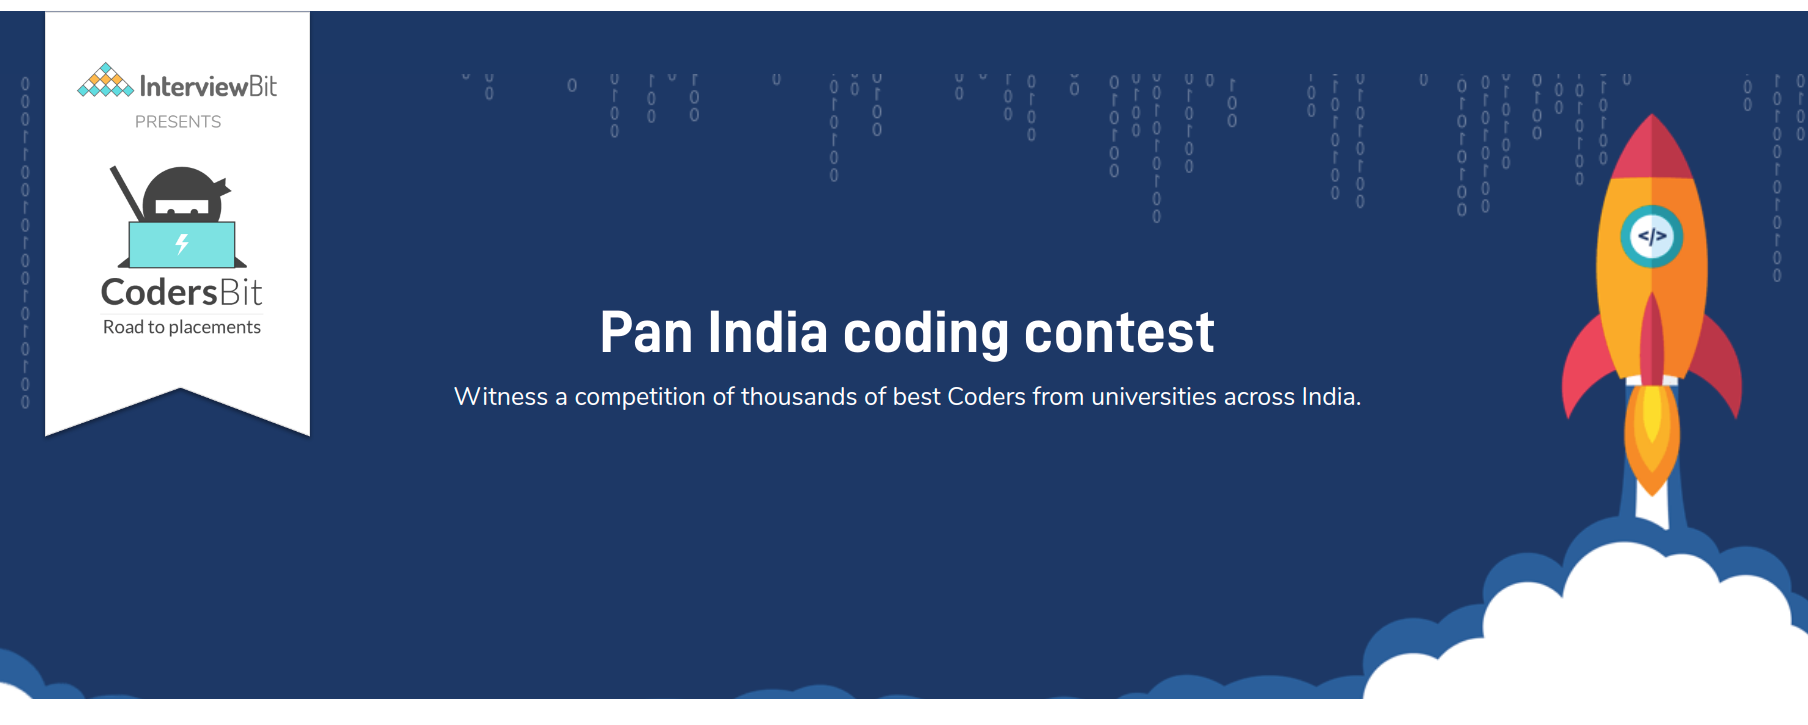 InterviewBit
PRESENTS
CodersBit
Road to placements
Pan India coding contest
Witness a competition of thousands of best Coders from universities across India.
</>